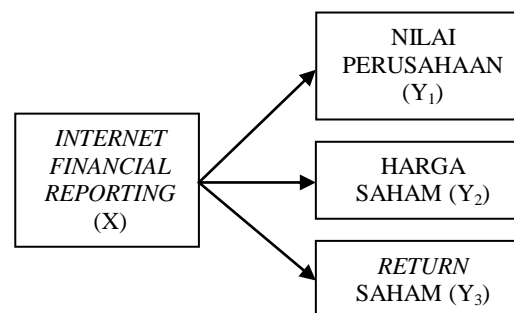 INTERNET
FINANCIAL
REPORTING
(X)
NILAI
PERUSAHAAN
(Y₁)
HARGA
SAHAM (Y₂)
RETURN
SAHAM (Y₃)